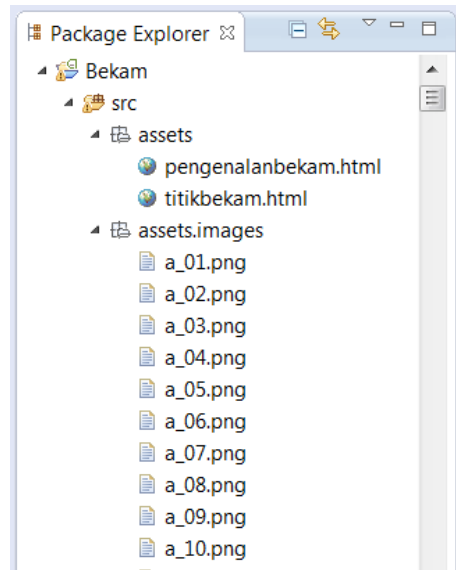 Package Explorer
Bekam
src
assets
pengenalanbekam.html
titikbekam.html
assets.images
a_01.png
a_02.png
a_03.png
a_04.png
a_05.png
a_06.png
a_07.png
a_08.png
a_09.png
a_10.png